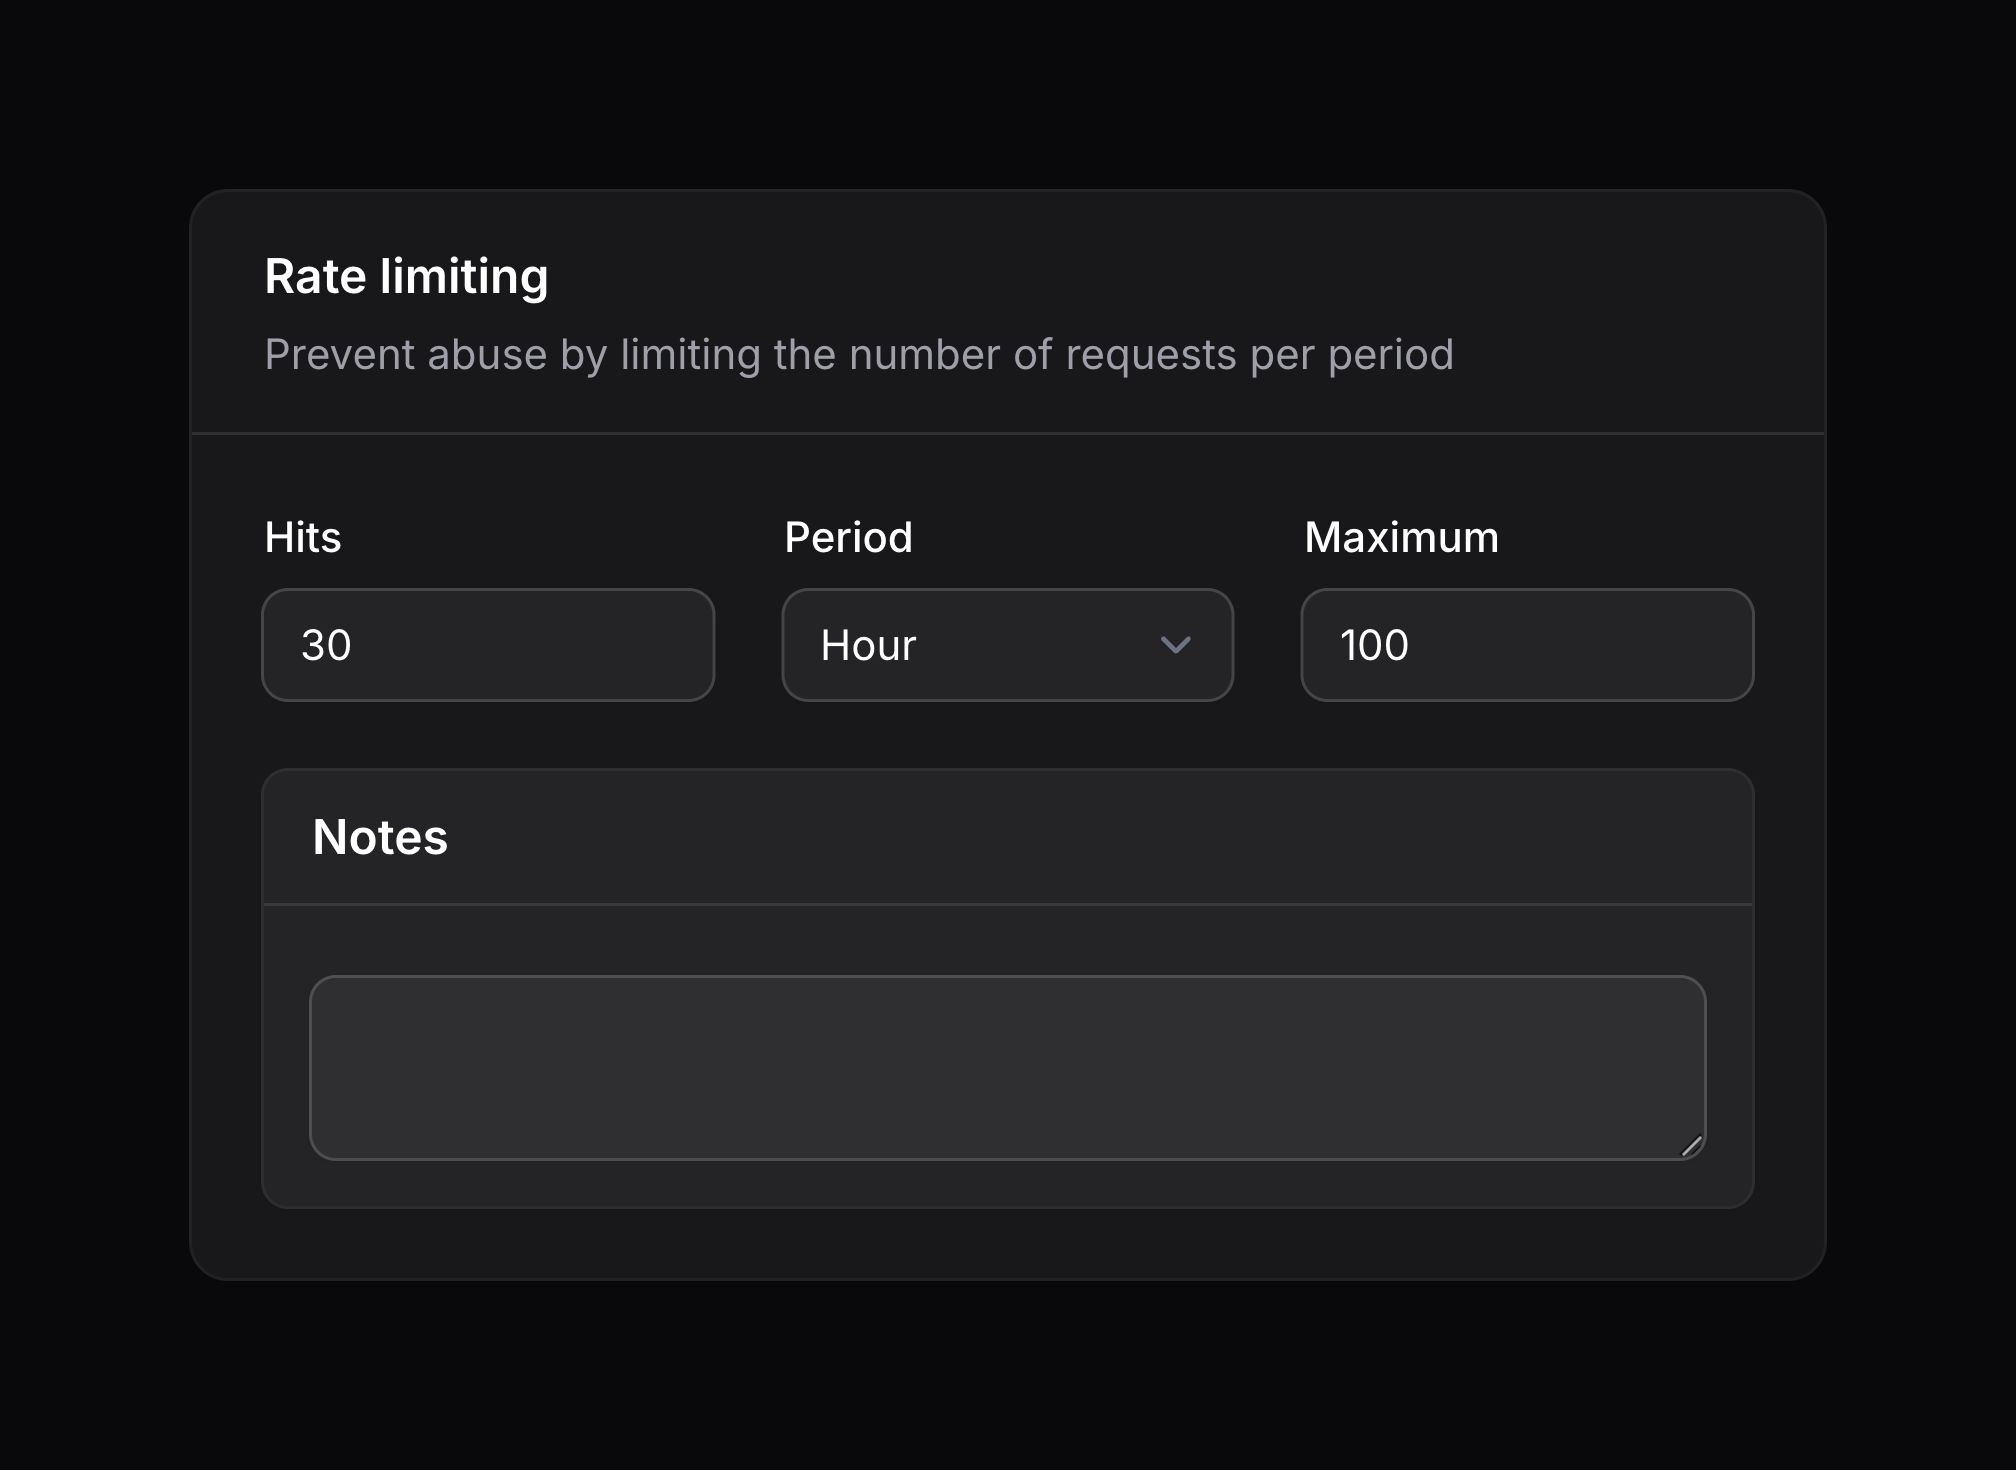 Rate limiting
Prevent abuse by limiting the number of requests per period
Hits Period Maximum
30 Hour 100
Notes